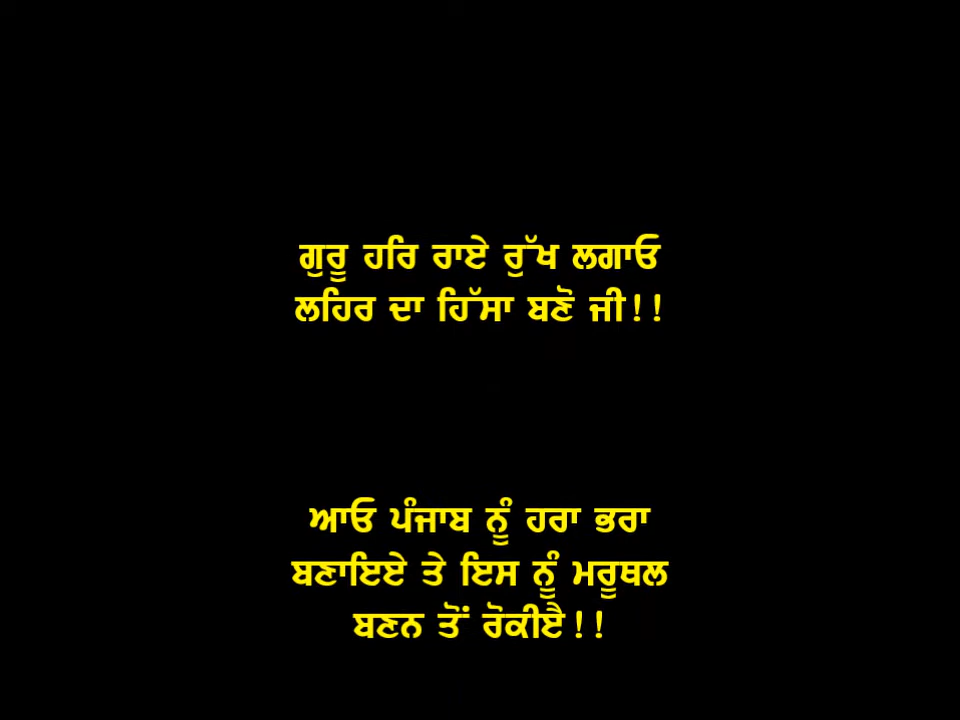 ਗੁਰੂ ਹਰਿ ਰਾਏ ਰੁੱਖ ਲਗਾਓ
ਲਹਿਰ ਦਾ ਹਿੱਸਾ ਬਣੋ ਜੀ!!
ਆਓ ਪੰਜਾਬ ਨੂੰ ਹਰਾ ਭਰਾ
ਬਣਾਇਏ ਤੇ ਇਸ ਨੂੰ ਮਰੂਥਲ
ਬਣਨ ਤੋਂ ਰੋਕੀਏੈ!!